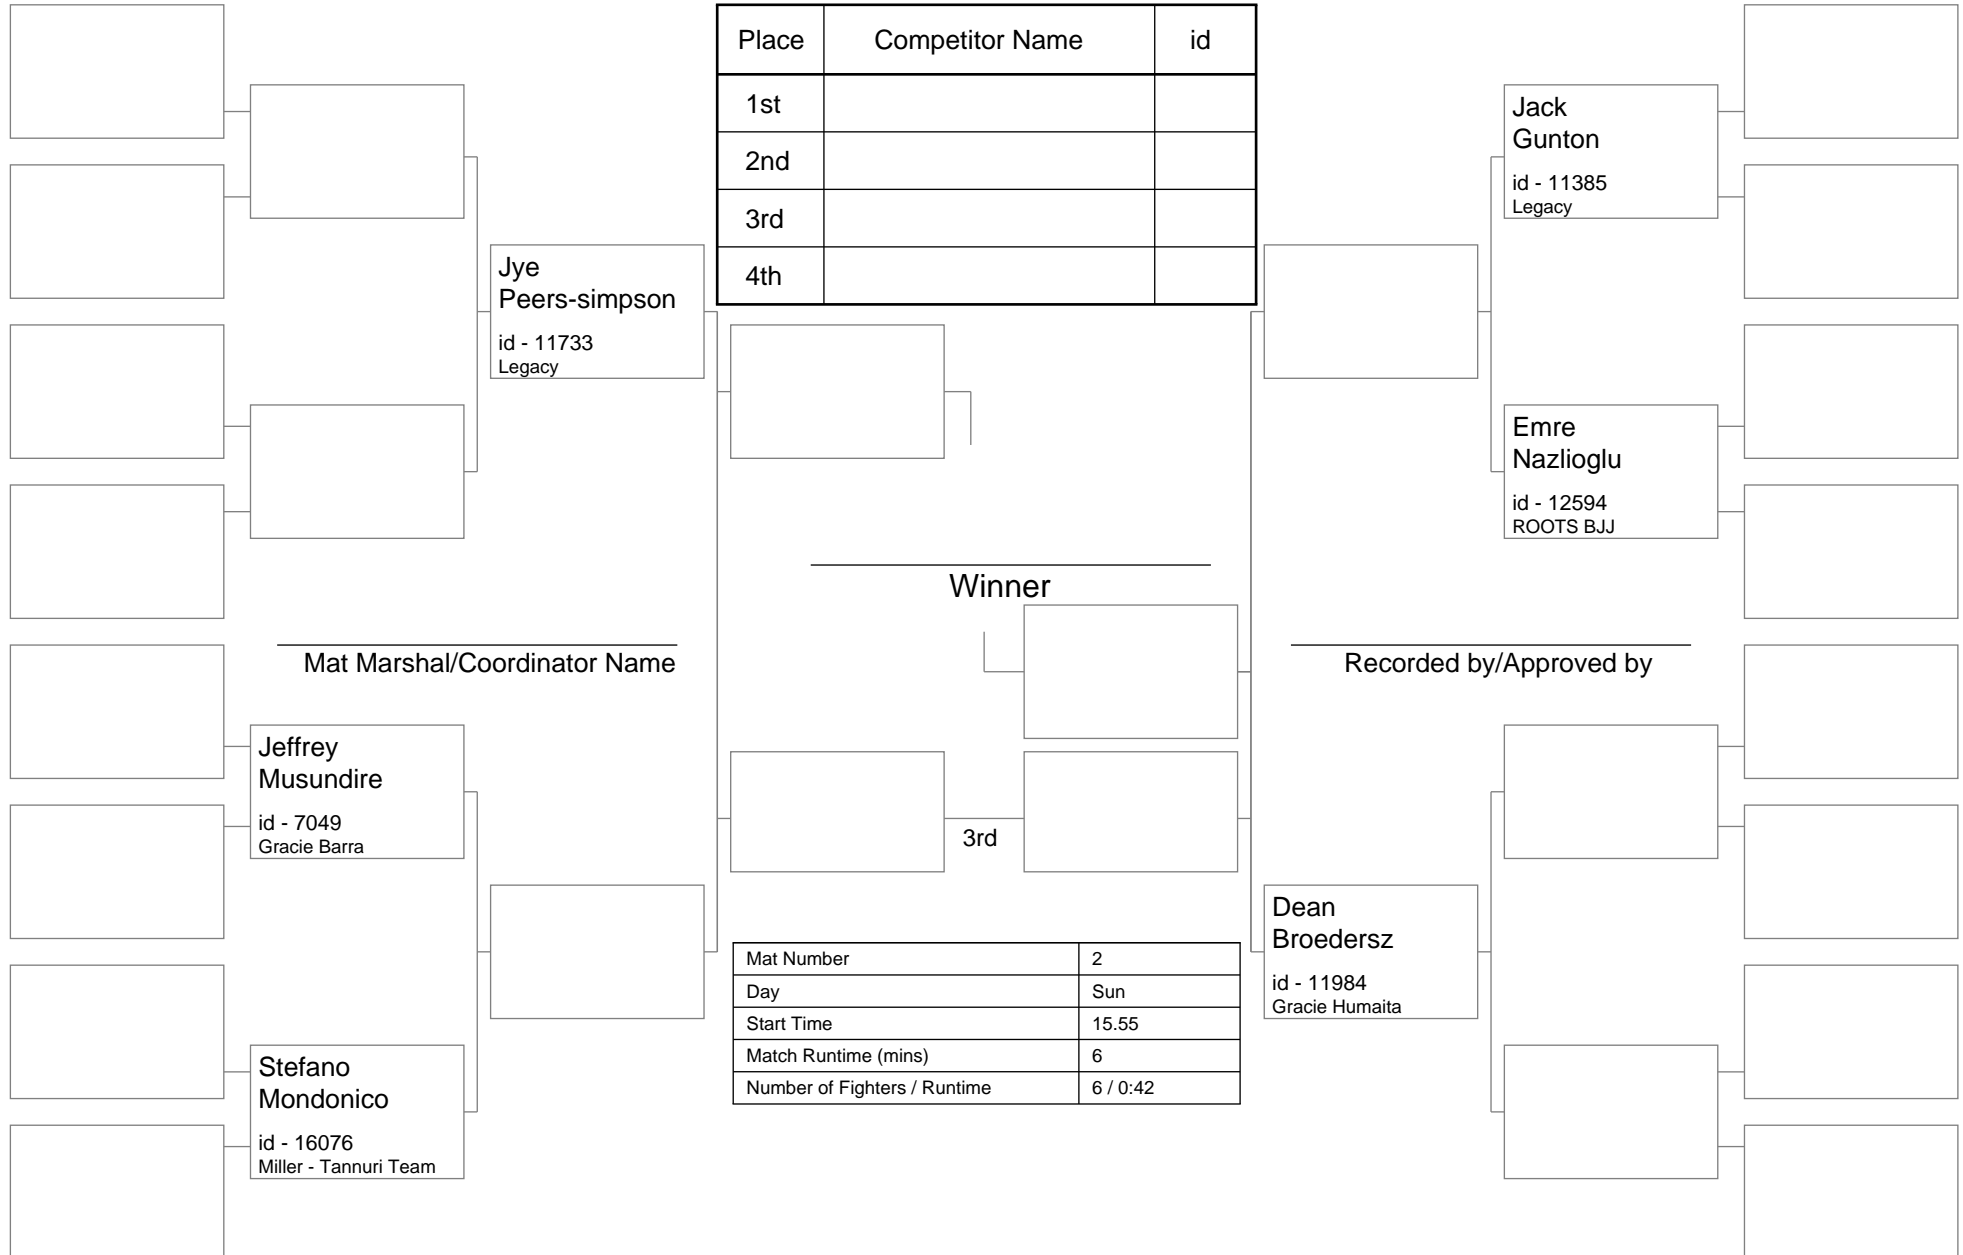 Place Competitor Name id
1st
2nd
3rd
4th
Jye
Peers-simpson
id - 11733
Legacy
Jack
Gunton
id - 11385
Legacy
Emre
Nazlioglu
id - 12594
ROOTS BJJ
Winner
Mat Marshal/Coordinator Name
Recorded by/Approved by
Jeffrey
Musundire
id - 7049
Gracie Barra
3rd
Stefano
Mondonico
id - 16076
Miller - Tannuri Team
Dean
Broedersz
id - 11984
Gracie Humaita
Mat Number 2
Day Sun
Start Time 15.55
Match Runtime (mins) 6
Number of Fighters / Runtime 6 / 0:42